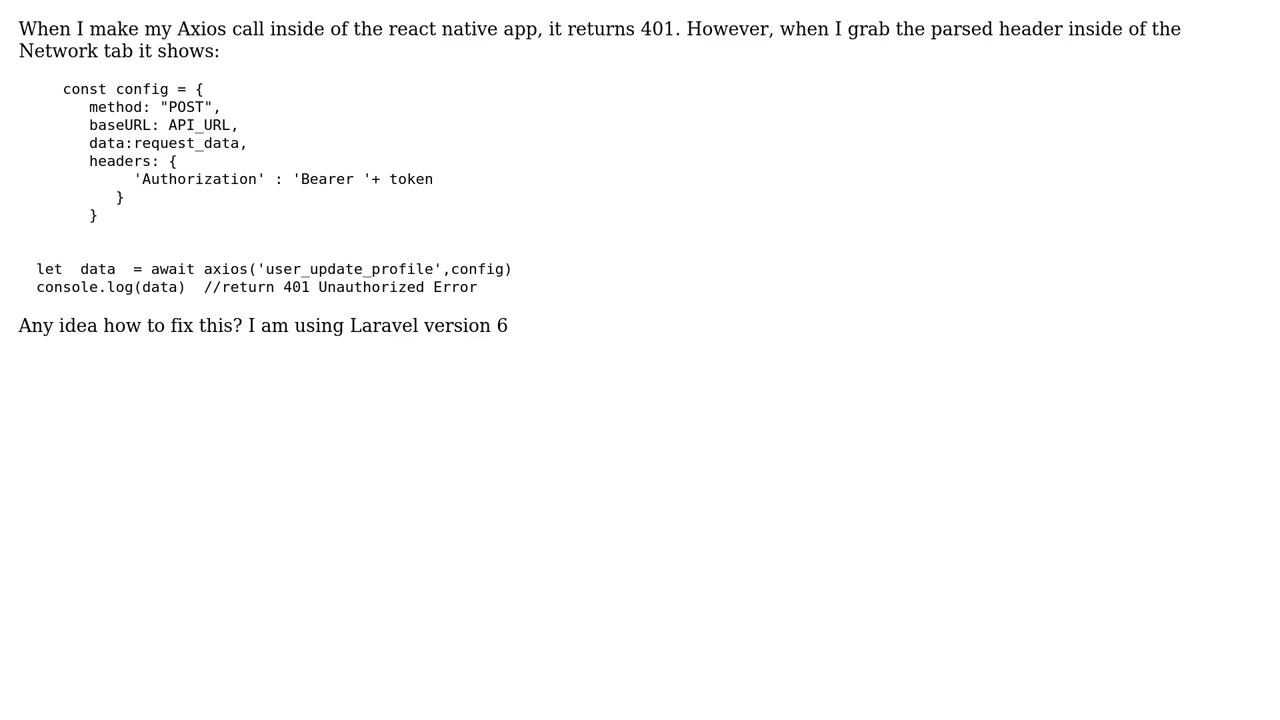 When I make my Axios call inside of the react native app, it returns 401. However, when I grab the parsed header inside of the
Network tab it shows:
const config = {
method: "POST",
baseURL: API_URL,
data:request_data,
headers: {
'Authorization' : 'Bearer '+ token
}
}
let  data  = await axios('user_update_profile',config)
console.log(data)  //return 401 Unauthorized Error
Any idea how to fix this? I am using Laravel version 6